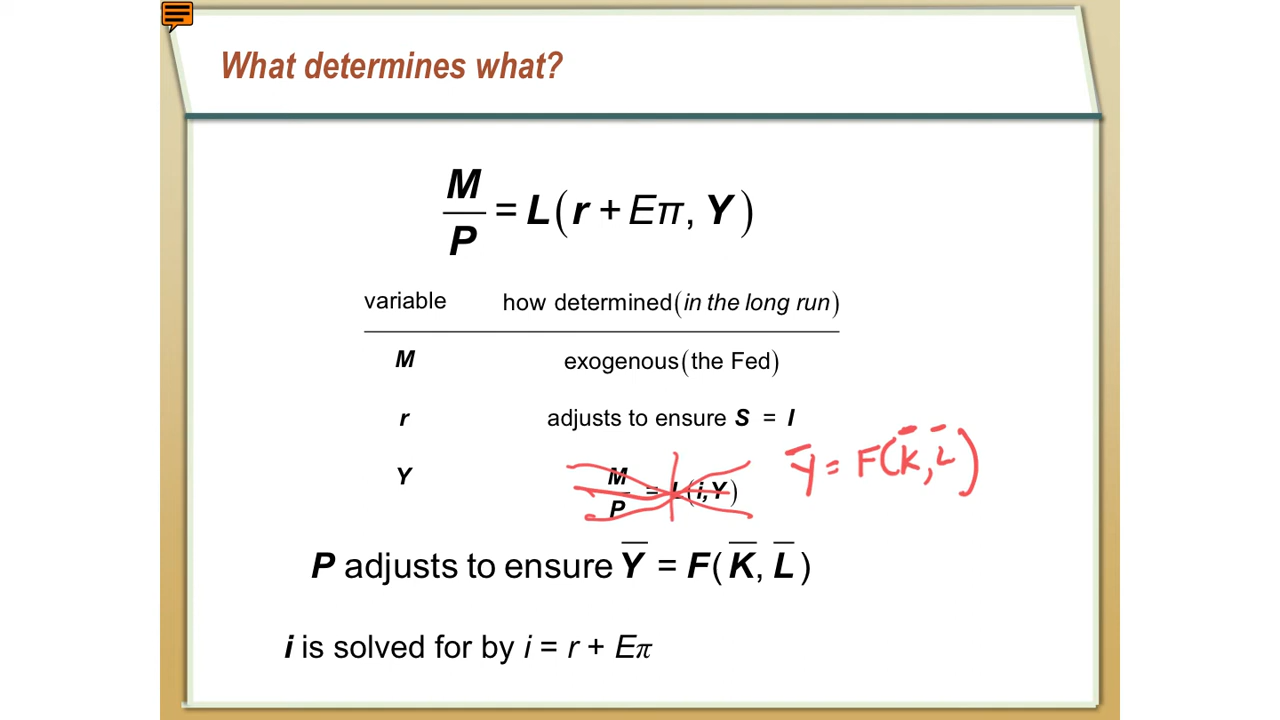 What determines what?
M/P = L(r + Eπ, Y)
variable how determined(in the long run)
M exogenous(the Fed)
r adjusts to ensure S = I
Y M/P = L(i,Y) Y̅ = F(K̅, L̅)
P adjusts to ensure Y̅ = F(K̅, L̅)
i is solved for by i = r + Eπ